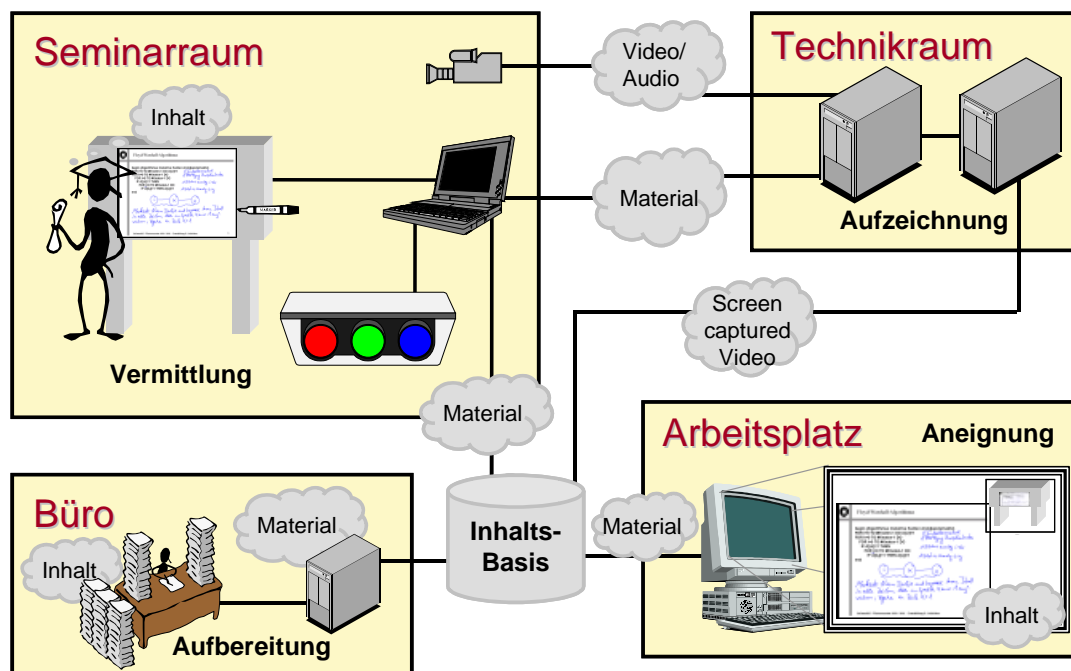 Seminarraum
Inhalt
MARKER
Vermittlung
Video/
Audio
Material
Technikraum
Aufzeichnung
Screen
captured
Video
Material
Büro
Inhalt
Material
Aufbereitung
Inhalts-
Basis
Material
Arbeitsplatz
Aneignung
Inhalt